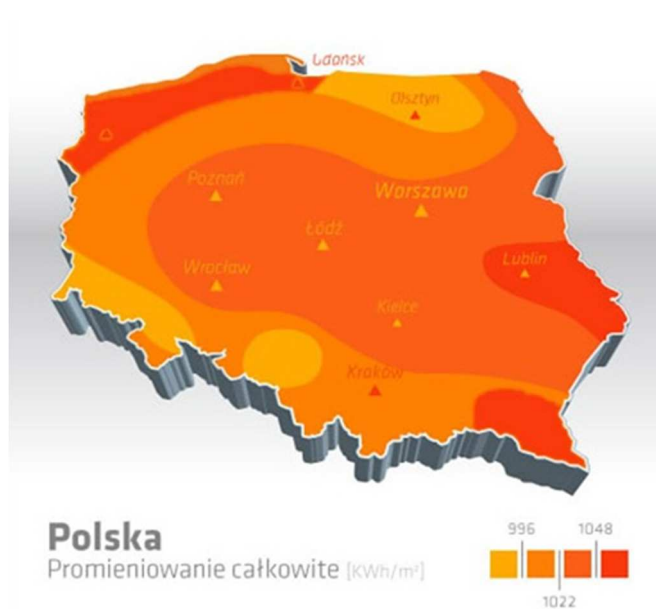 Gdańsk
Olsztyn
Poznań
Warszawa
Łódź
Lublin
Wrocław
Kielce
Kraków
Polska
Promieniowanie całkowite [KWh/m²]
996 1048
1022